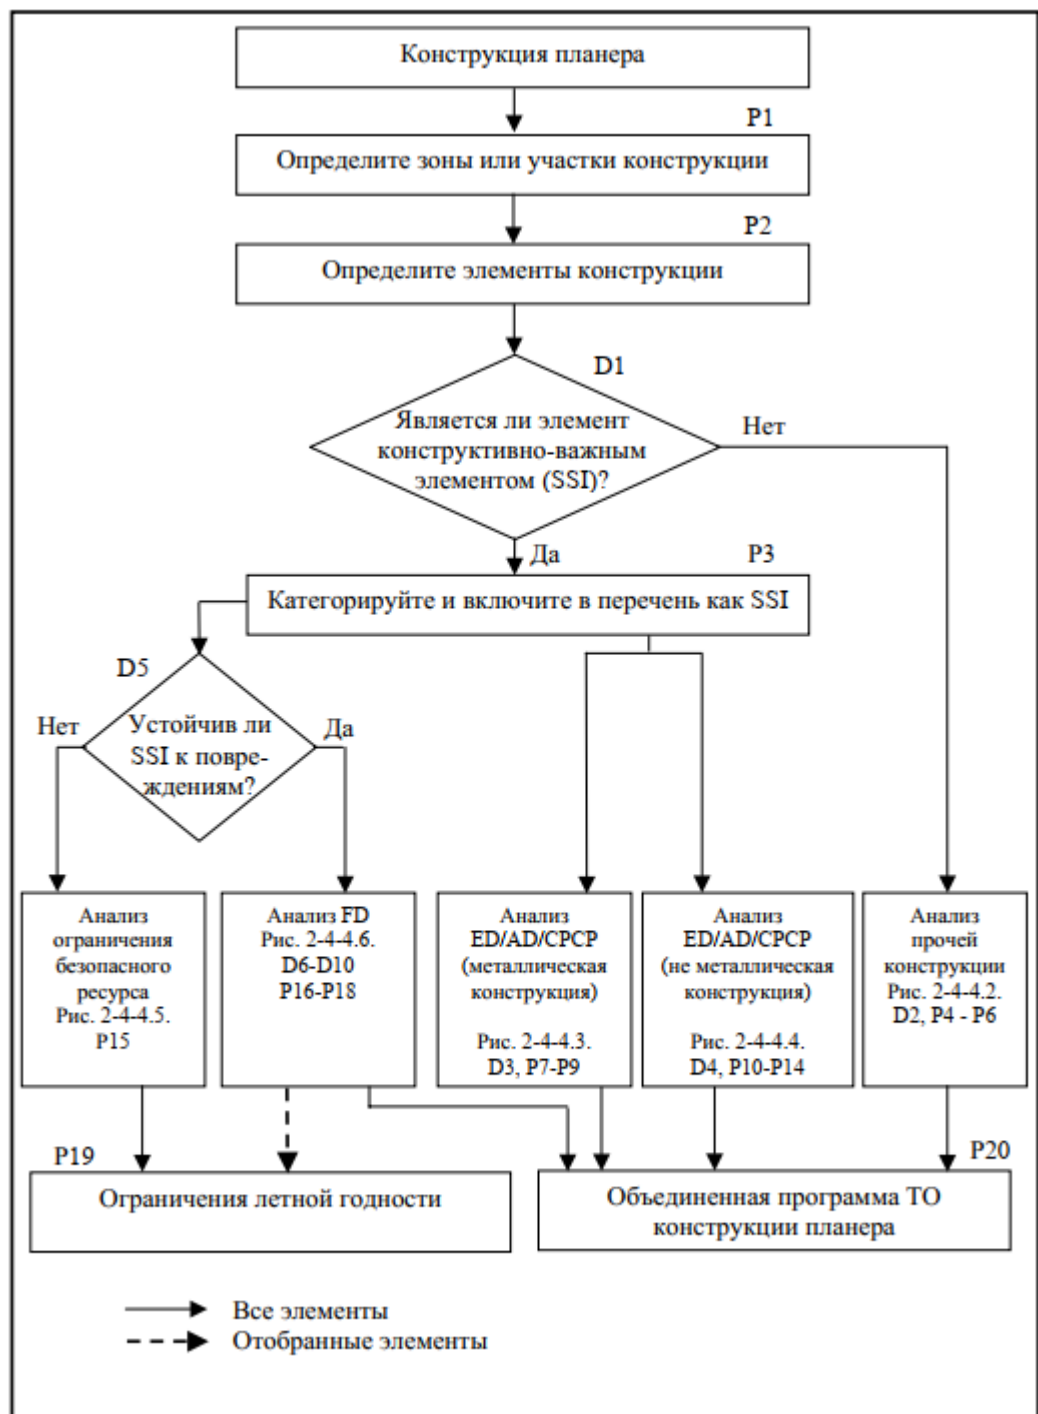 Конструкция планера
P1
Определите зоны или участки конструкции
P2
Определите элементы конструкции
D1
Является ли элемент
конструктивно-важным
элементом (SSI)?
Нет
Да
P3
Категорируйте и включите в перечень как SSI
D5
Нет
Устойчив ли
SSI к повре-
ждениям?
Да
Анализ
ограничения
безопасного
ресурса
Рис. 2-4-4.5.
P15
Анализ FD
Рис. 2-4-4.6.
D6-D10
P16-P18
Анализ
ED/AD/CPCP
(металлическая
конструкция)
Рис. 2-4-4.3.
D3, P7-P9
Анализ
ED/AD/CPCP
(не металлическая
конструкция)
Рис. 2-4-4.4.
D4, P10-P14
Анализ
прочей
конструкции
Рис. 2-4-4.2.
D2, P4 - P6
P19
Ограничения летной годности
P20
Объединенная программа ТО
конструкции планера
Все элементы
Отобранные элементы